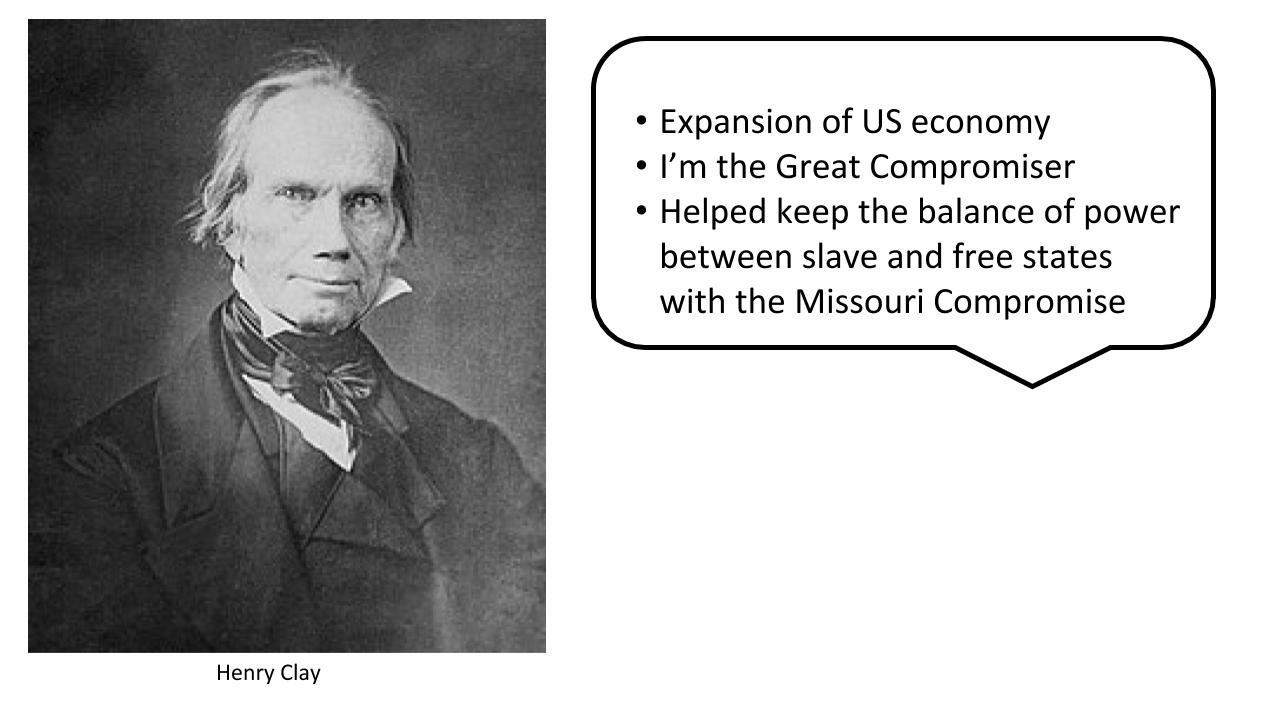 • Expansion of US economy
• I’m the Great Compromiser
• Helped keep the balance of power
between slave and free states
with the Missouri Compromise
Henry Clay